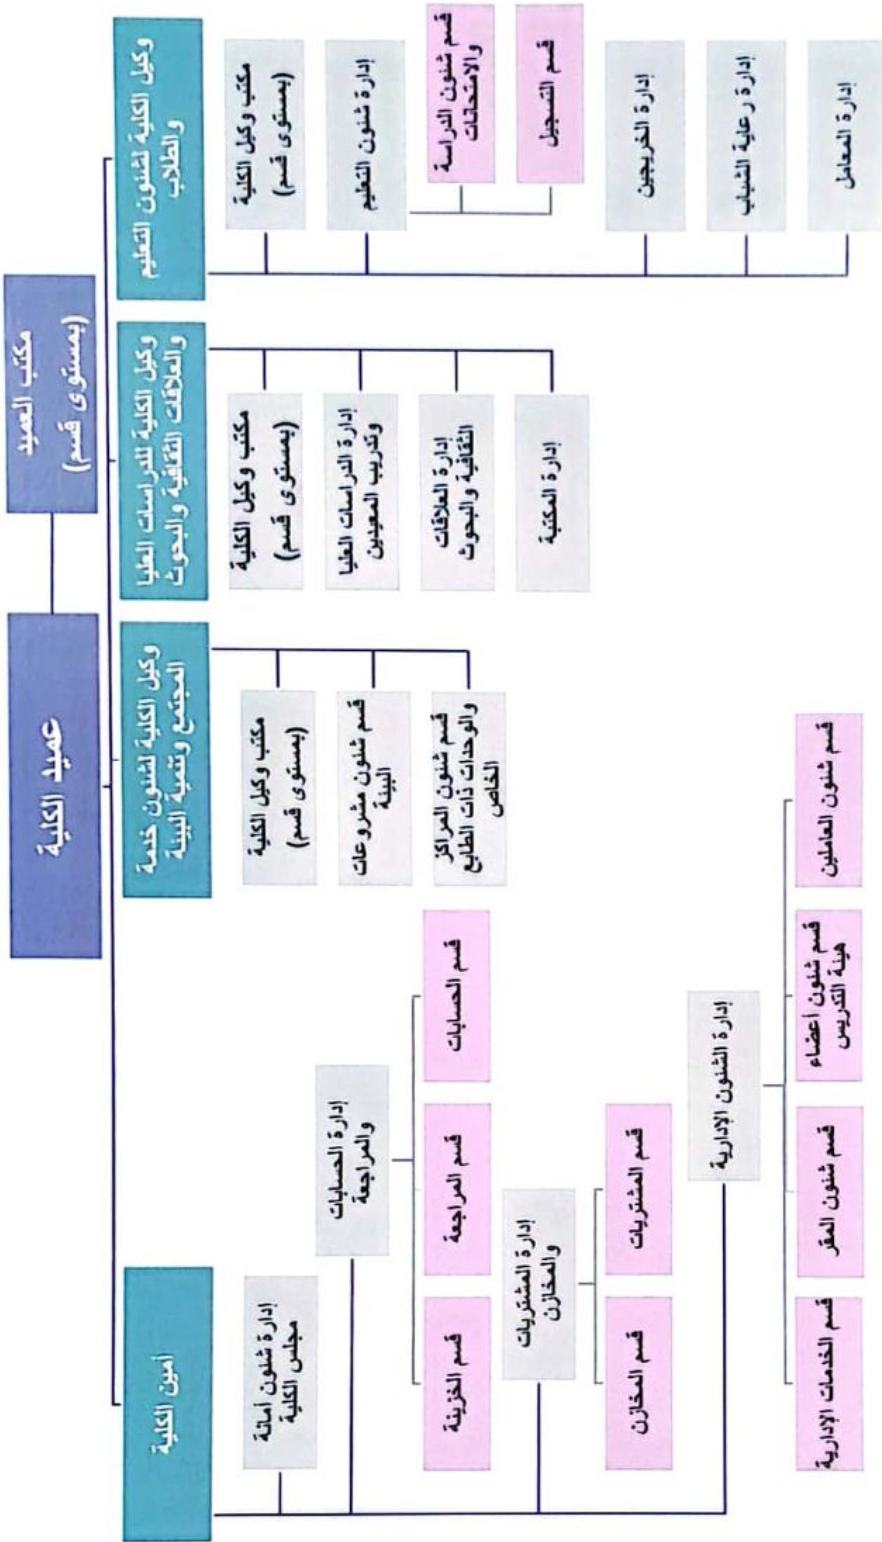 عميد الكلية
مكتب العميد
(بمستوى قسم)
وكيل الكلية لشئون التعليم
والطلاب
مكتب وكيل الكلية
(بمستوى قسم)
إدارة شئون التعليم
قسم شئون الدراسة
والامتحانات
قسم التسجيل
إدارة الخريجين
إدارة رعاية الشباب
إدارة المعامل
وكيل الكلية للدراسات العليا
والعلاقات الثقافية والبحوث
مكتب وكيل الكلية
(بمستوى قسم)
إدارة الدراسات العليا
وتدريب المعيدين
إدارة العلاقات
الثقافية والبحوث
إدارة المكتبة
وكيل الكلية لشئون خدمة
المجتمع وتنمية البيئة
مكتب وكيل الكلية
(بمستوى قسم)
قسم شئون مشروعات
البيئة
قسم شئون المراكز
والوحدات ذات الطابع
الخاص
أمين الكلية
إدارة شئون أمانة
مجلس الكلية
إدارة الحسابات
والمراجعة
قسم الحسابات
قسم المراجعة
قسم الخزينة
إدارة المشتريات
والمخازن
قسم المشتريات
قسم المخازن
إدارة الشئون الإدارية
قسم شئون العاملين
قسم شئون أعضاء
هيئة التدريس
قسم شئون المقر
قسم الخدمات الإدارية